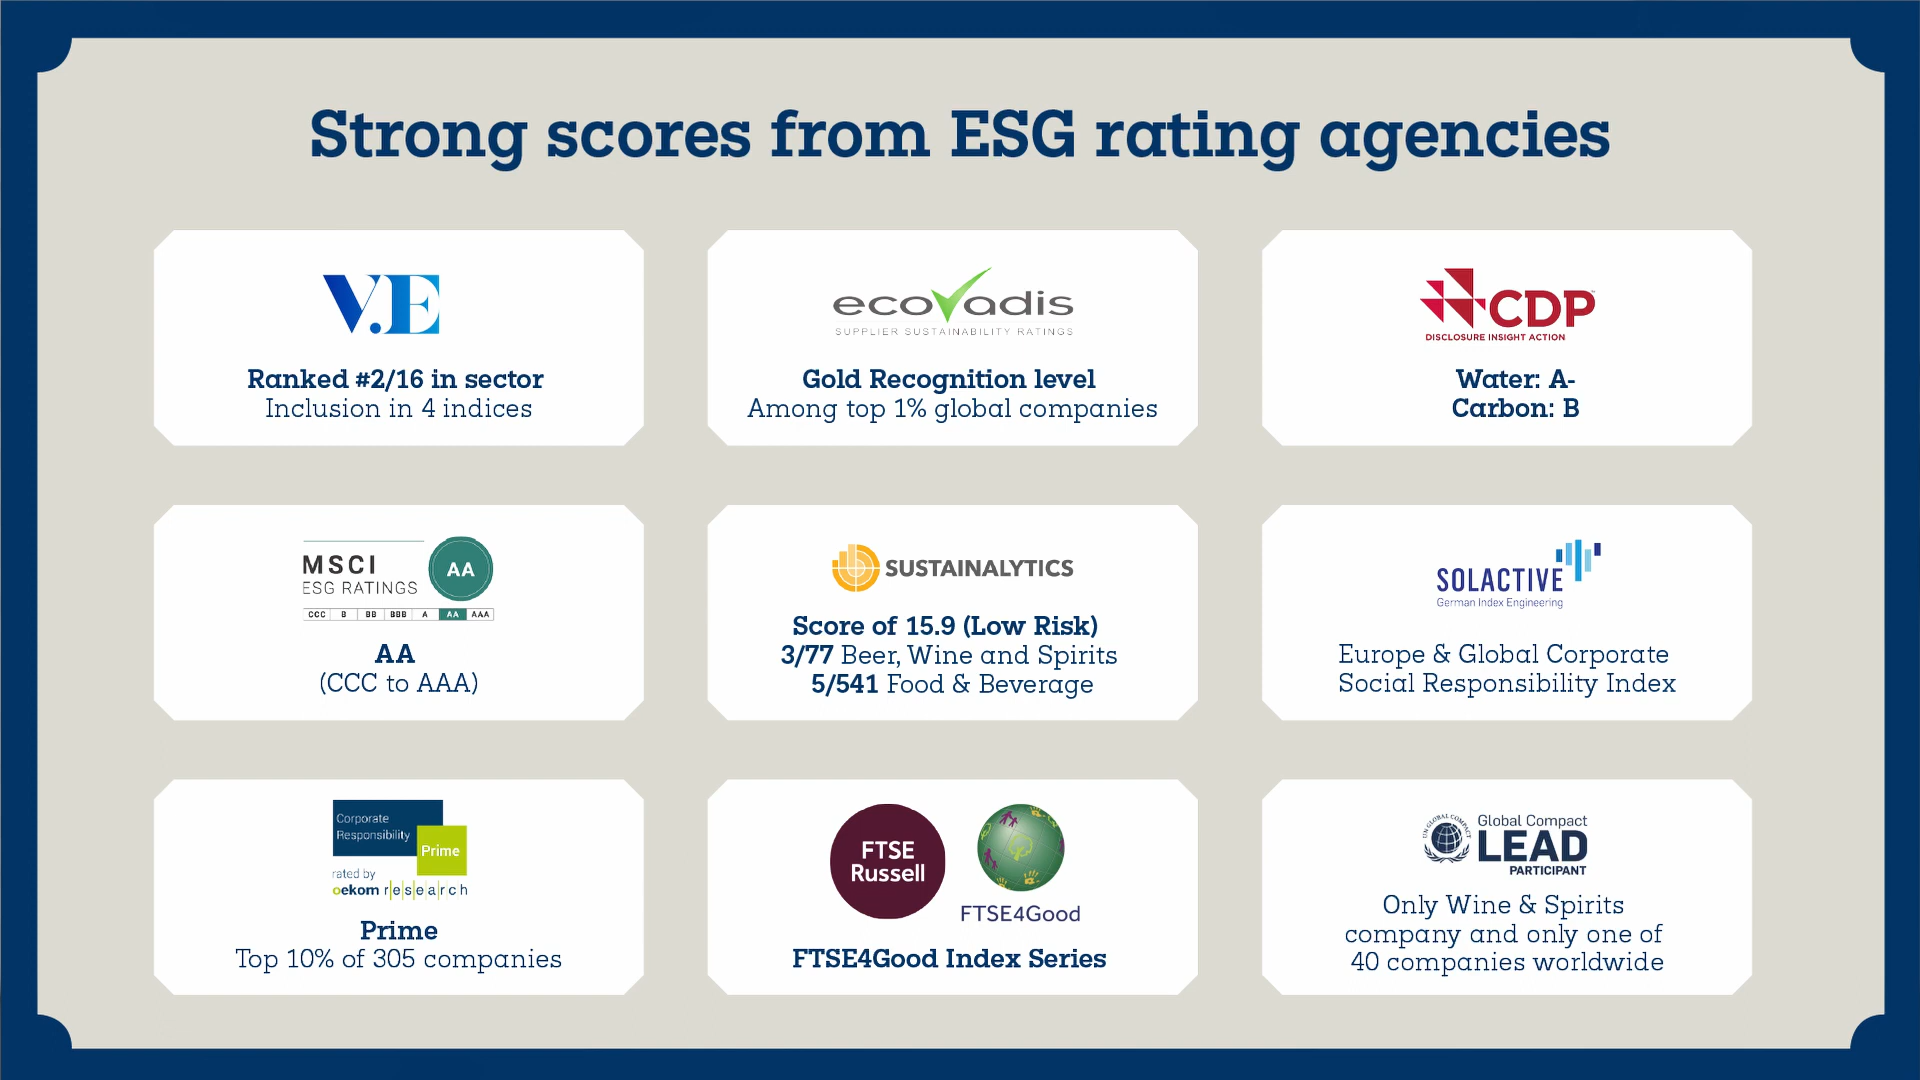 Strong scores from ESG rating agencies
V.E
Ranked #2/16 in sector
Inclusion in 4 indices
ecovadis
SUPPLIER SUSTAINABILITY RATINGS
Gold Recognition level
Among top 1% global companies
CDP
DISCLOSURE INSIGHT ACTION
Water: A-
Carbon: B
MSCI
ESG RATINGS
AA
CCC B BB BBB A AA AAA
AA
(CCC to AAA)
SUSTAINALYTICS
Score of 15.9 (Low Risk)
3/77 Beer, Wine and Spirits
5/541 Food & Beverage
SOLACTIVE
German Index Engineering
Europe & Global Corporate
Social Responsibility Index
Corporate
Responsibility
Prime
rated by
oekom research
Prime
Top 10% of 305 companies
FTSE
Russell
FTSE4Good
FTSE4Good Index Series
UN GLOBAL COMPACT
Global Compact
LEAD
PARTICIPANT
Only Wine & Spirits
company and only one of
40 companies worldwide